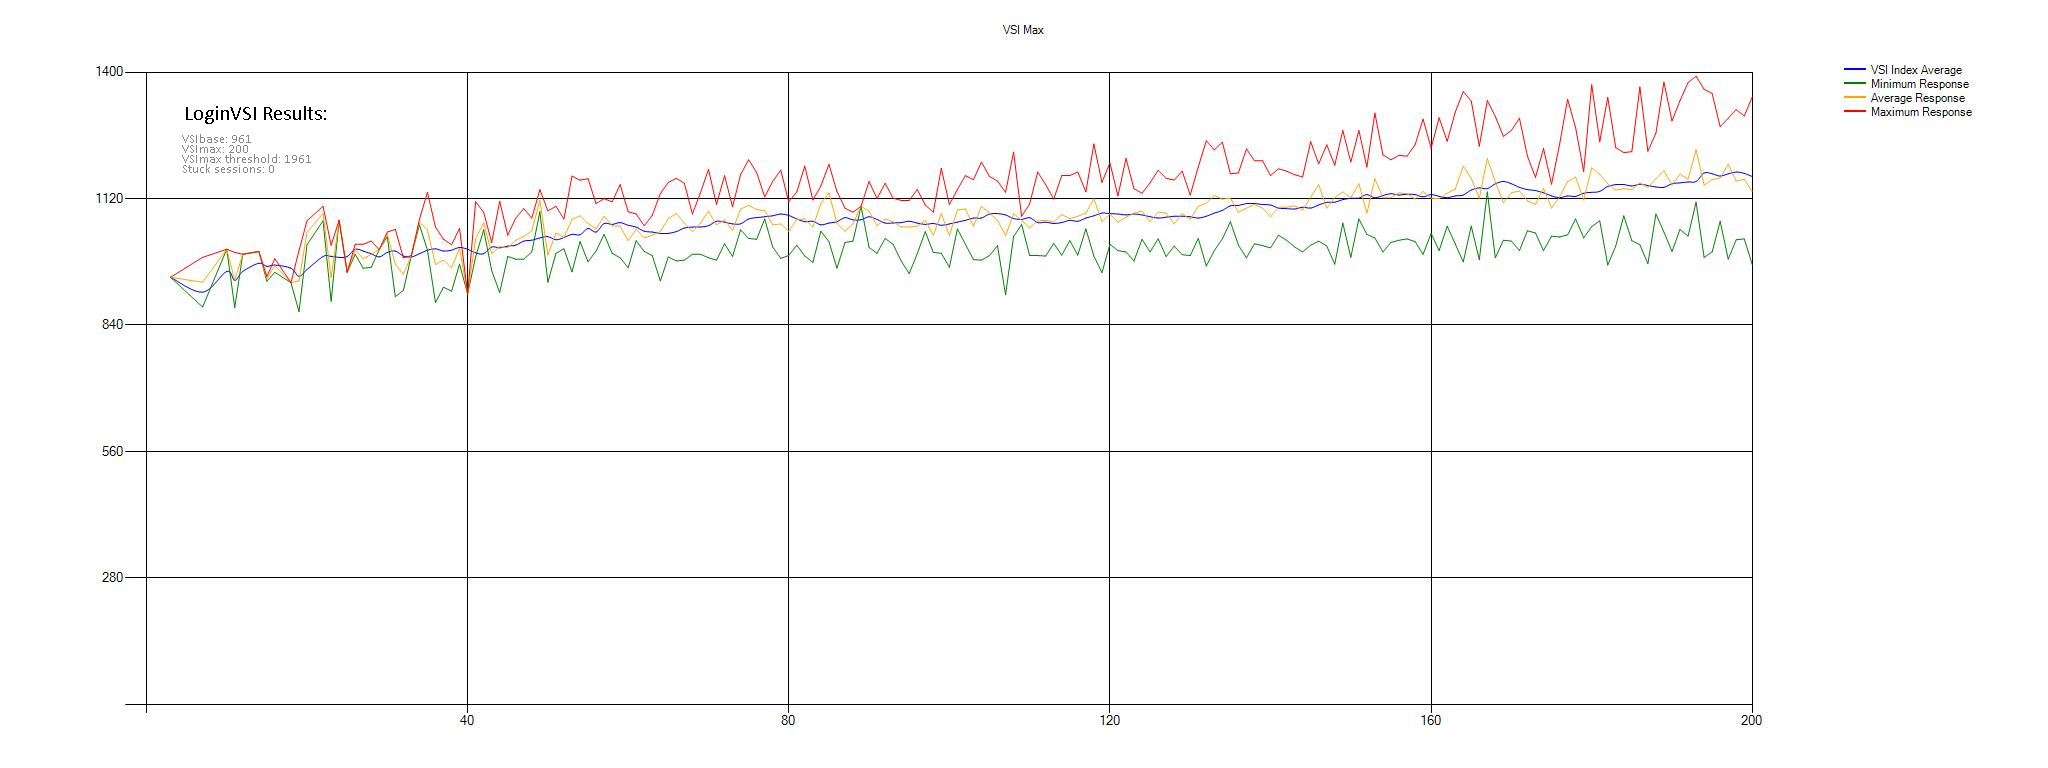 VSI Max
1400
1120
840
560
280
LoginVSI Results:
VSIbase: 961
VSImax: 200
VSImax threshold: 1961
Stuck sessions: 0
VSI Index Average
Minimum Response
Average Response
Maximum Response
40
80
120
160
200